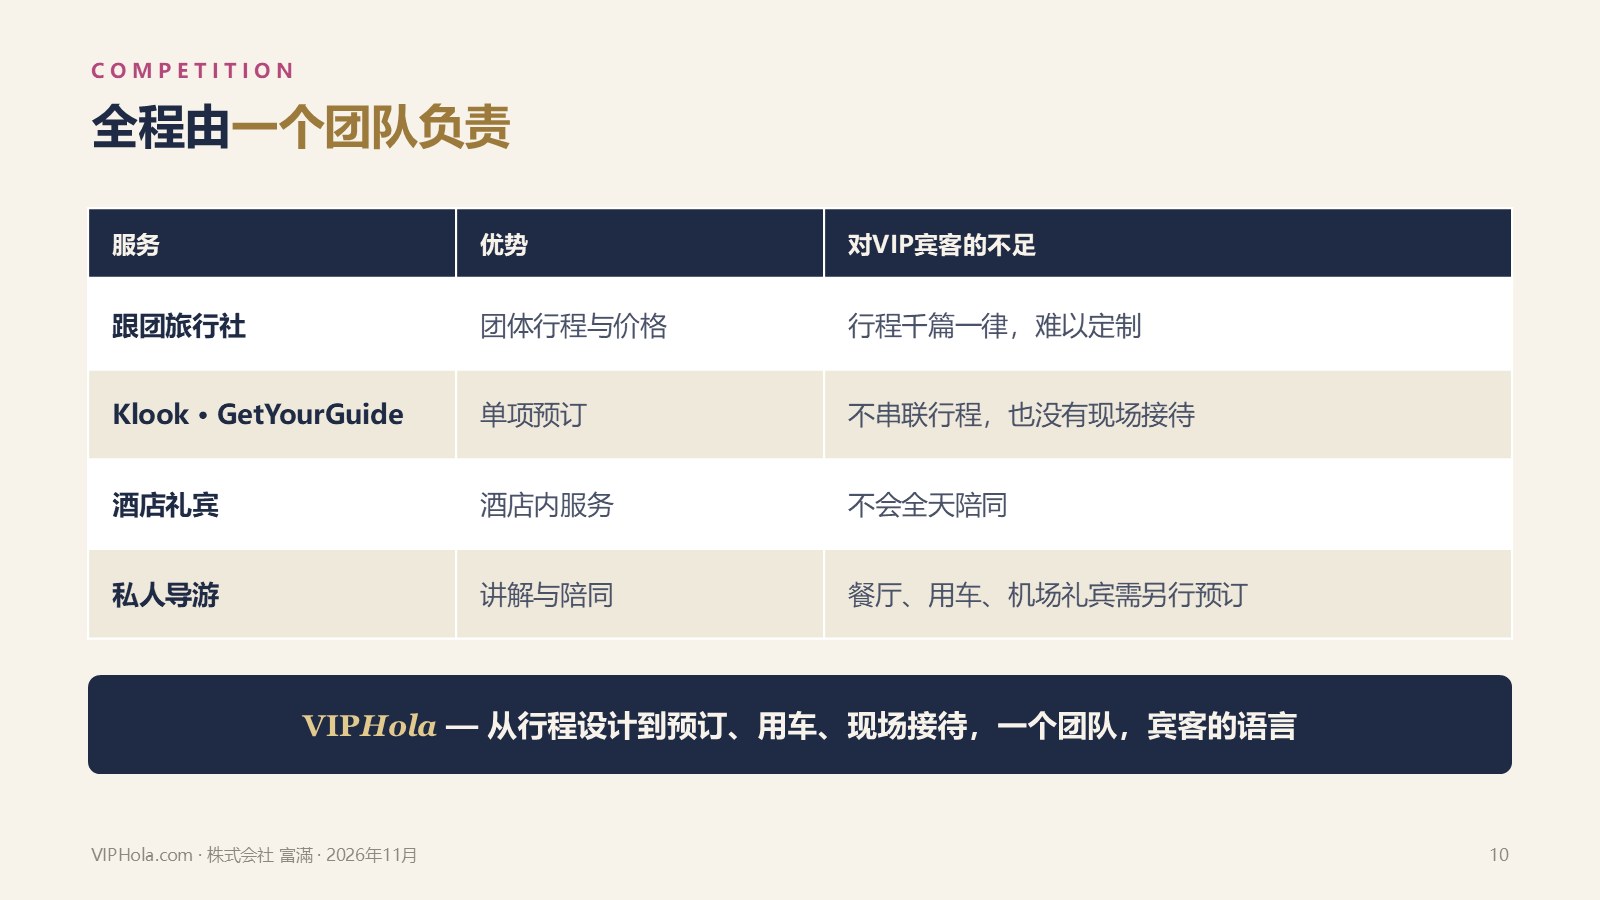 COMPETITION
全程由一个团队负责
服务 优势 对VIP宾客的不足
跟团旅行社 团体行程与价格 行程千篇一律，难以定制
Klook • GetYourGuide 单项预订 不串联行程，也没有现场接待
酒店礼宾 酒店内服务 不会全天陪同
私人导游 讲解与陪同 餐厅、用车、机场礼宾需另行预订
VIPHola — 从行程设计到预订、用车、现场接待，一个团队，宾客的语言
VIPHola.com · 株式会社 富滿 · 2026年11月
10